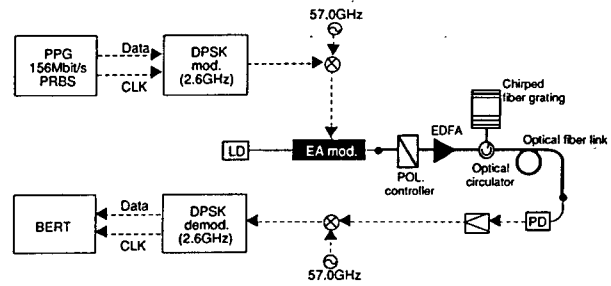 57.0GHz
PPG
156Mbit/s
PRBS
Data
CLK
DPSK
mod.
(2.6GHz)
Chirped
fiber grating
EDFA
Optical fiber link
LD
EA mod.
POL.
controller
Optical
circulator
BERT
Data
CLK
DPSK
demod.
(2.6GHz)
PD
57.0GHz